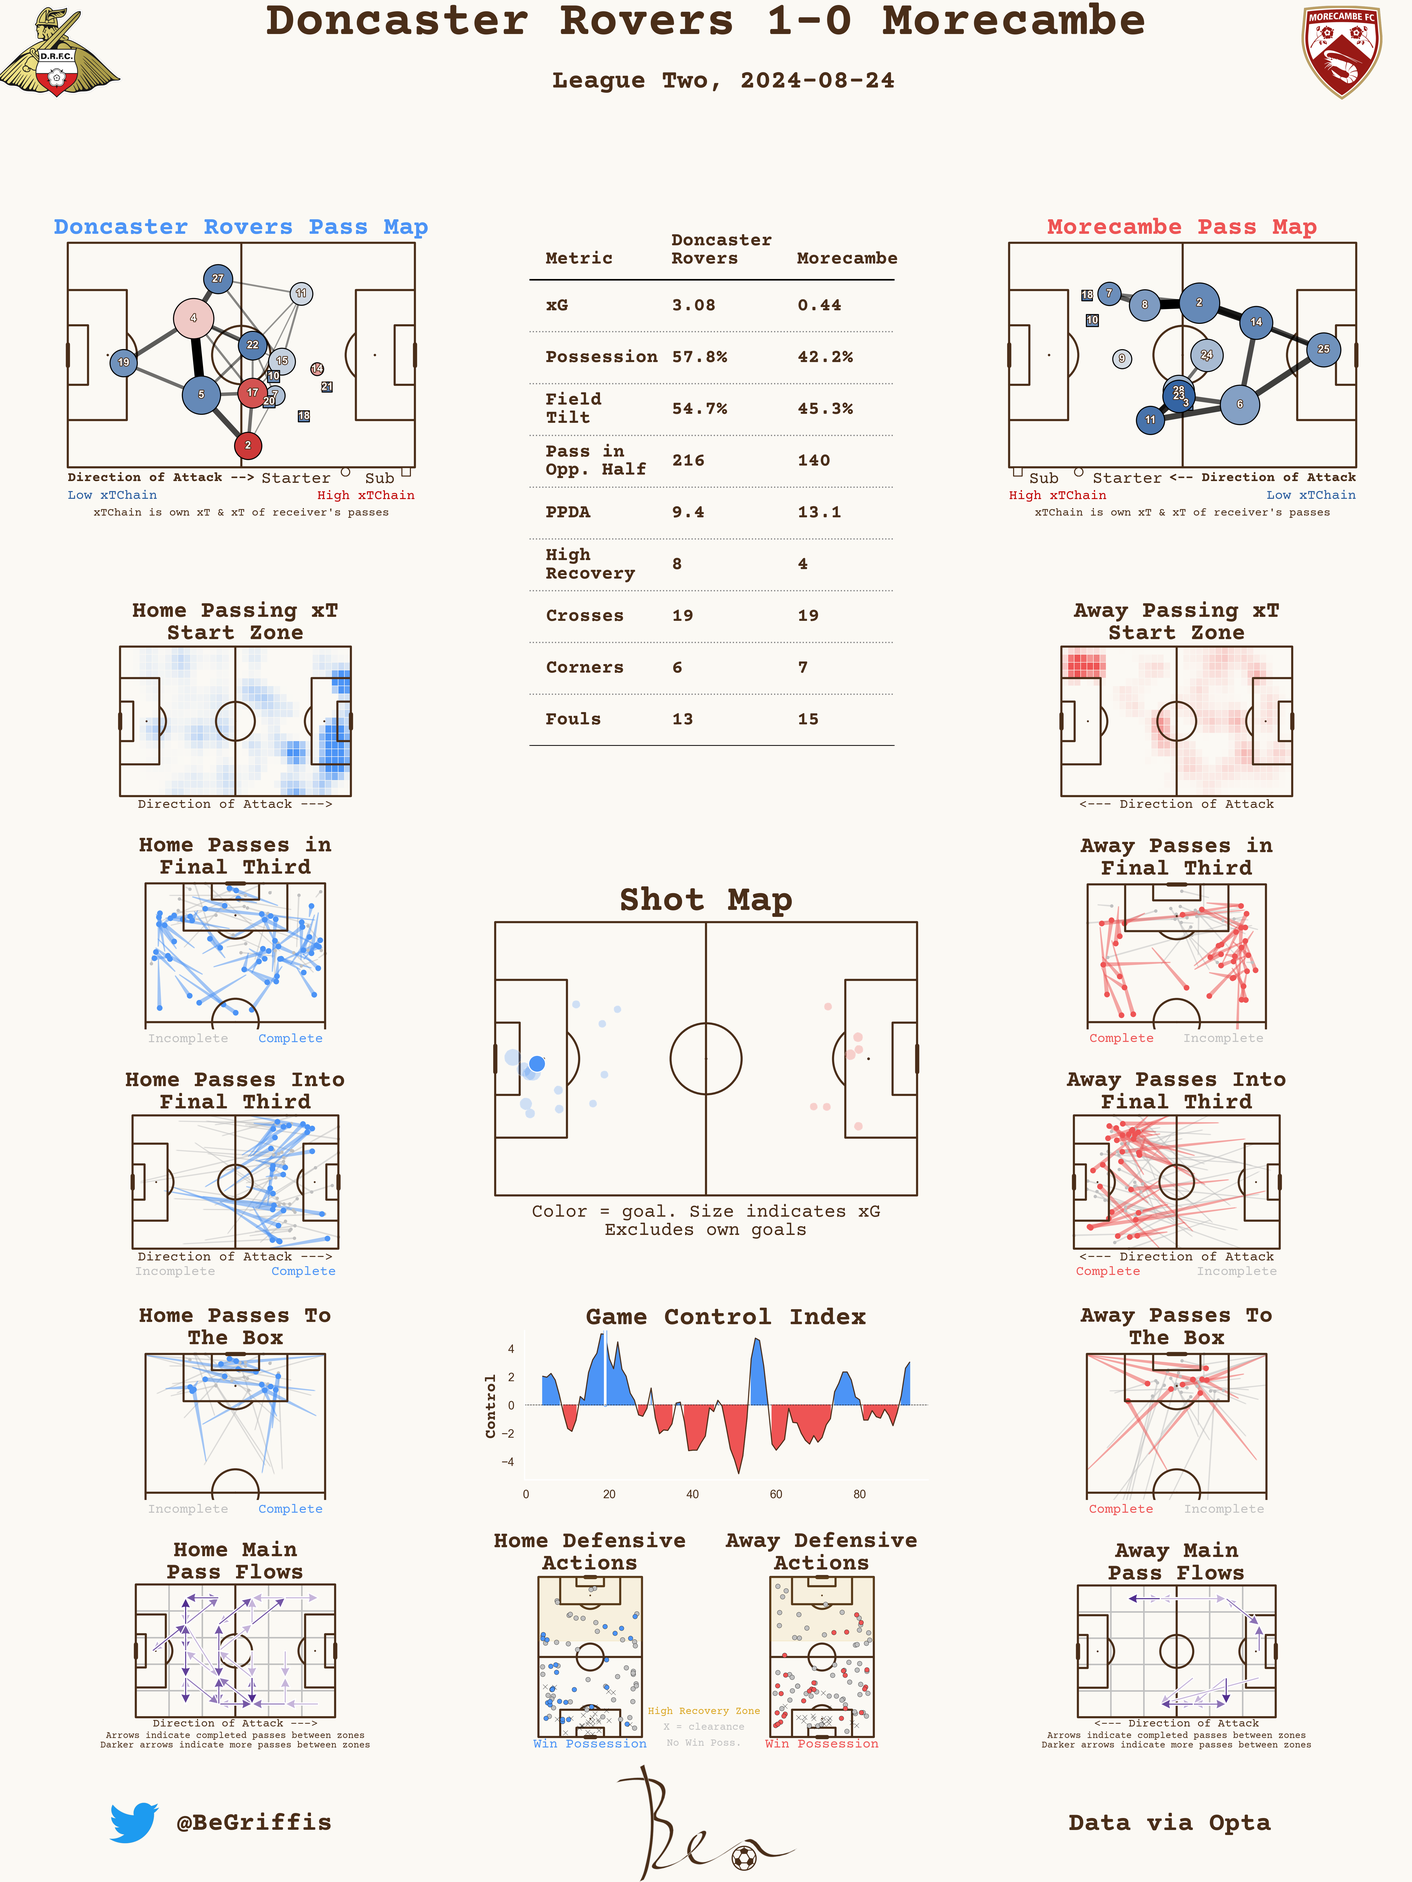 Doncaster Rovers 1-0 Morecambe
League Two, 2024-08-24
D.R.F.C.
MORECAMBE FC
Doncaster Rovers Pass Map
27
11
4
22
15
19
14
10
21
5
17
7
20
18
2
Direction of Attack --> Starter Sub
Low xTChain High xTChain
xTChain is own xT & xT of receiver's passes
Metric Doncaster Rovers Morecambe
xG 3.08 0.44
Possession 57.8% 42.2%
Field Tilt 54.7% 45.3%
Pass in Opp. Half 216 140
PPDA 9.4 13.1
High Recovery 8 4
Crosses 19 19
Corners 6 7
Fouls 13 15
Morecambe Pass Map
18
7
8
2
10
14
9
24
25
28
23
3
6
11
Sub Starter <-- Direction of Attack
High xTChain Low xTChain
xTChain is own xT & xT of receiver's passes
Home Passing xT
Start Zone
Direction of Attack --->
Away Passing xT
Start Zone
<--- Direction of Attack
Home Passes in
Final Third
Incomplete Complete
Away Passes in
Final Third
Complete Incomplete
Shot Map
Color = goal. Size indicates xG
Excludes own goals
Home Passes Into
Final Third
Direction of Attack --->
Incomplete Complete
Away Passes Into
Final Third
<--- Direction of Attack
Complete Incomplete
Home Passes To
The Box
Incomplete Complete
Game Control Index
Control
4
2
0
−2
−4
0 20 40 60 80
Away Passes To
The Box
Complete Incomplete
Home Main
Pass Flows
Direction of Attack --->
Arrows indicate completed passes between zones
Darker arrows indicate more passes between zones
Home Defensive
Actions
Win Possession
High Recovery Zone
X = clearance
No Win Poss.
Away Defensive
Actions
Win Possession
Away Main
Pass Flows
<--- Direction of Attack
Arrows indicate completed passes between zones
Darker arrows indicate more passes between zones
@BeGriffis
Ben
Data via Opta